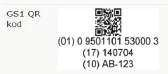 GS1 QR
kod
(01) 0 9501101 53000 3
(17) 140704
(10) AB-123